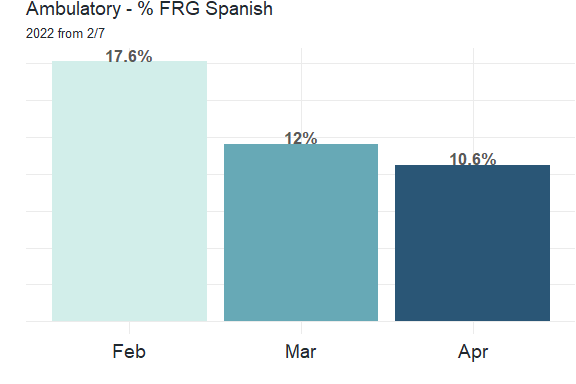 Ambulatory - % FRG Spanish
2022 from 2/7
17.6%
12%
10.6%
Feb
Mar
Apr